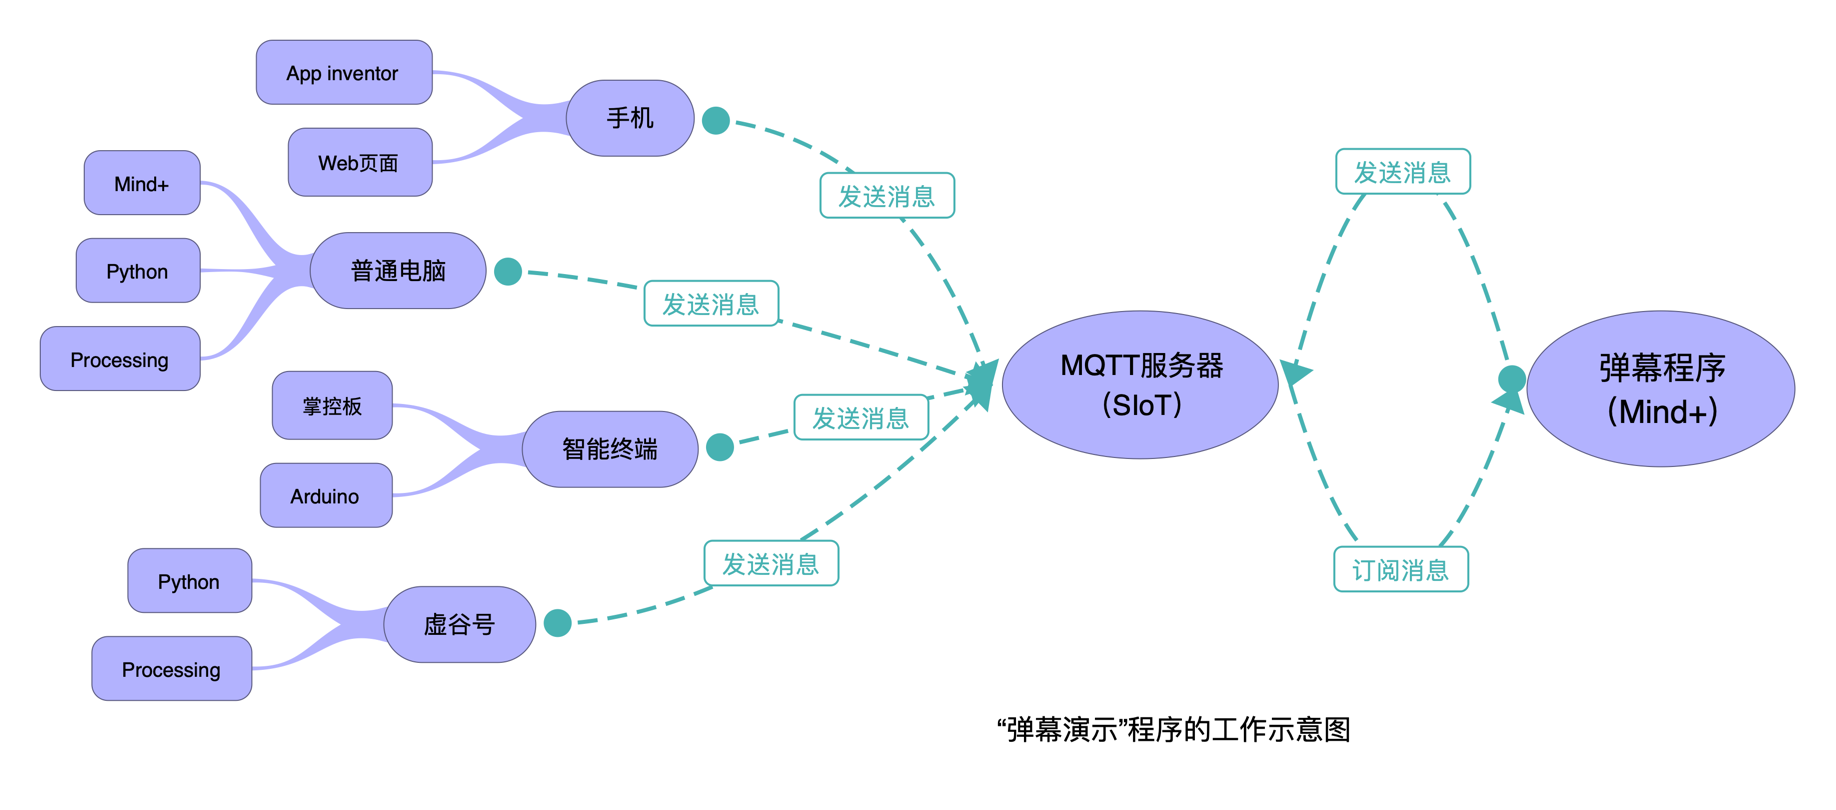 App inventor
Web页面
手机
发送消息
Mind+
Python
Processing
普通电脑
发送消息
掌控板
Arduino
智能终端
发送消息
Python
Processing
虚谷号
发送消息
MQTT服务器
（SIoT）
发送消息
订阅消息
弹幕程序
（Mind+）
“弹幕演示”程序的工作示意图